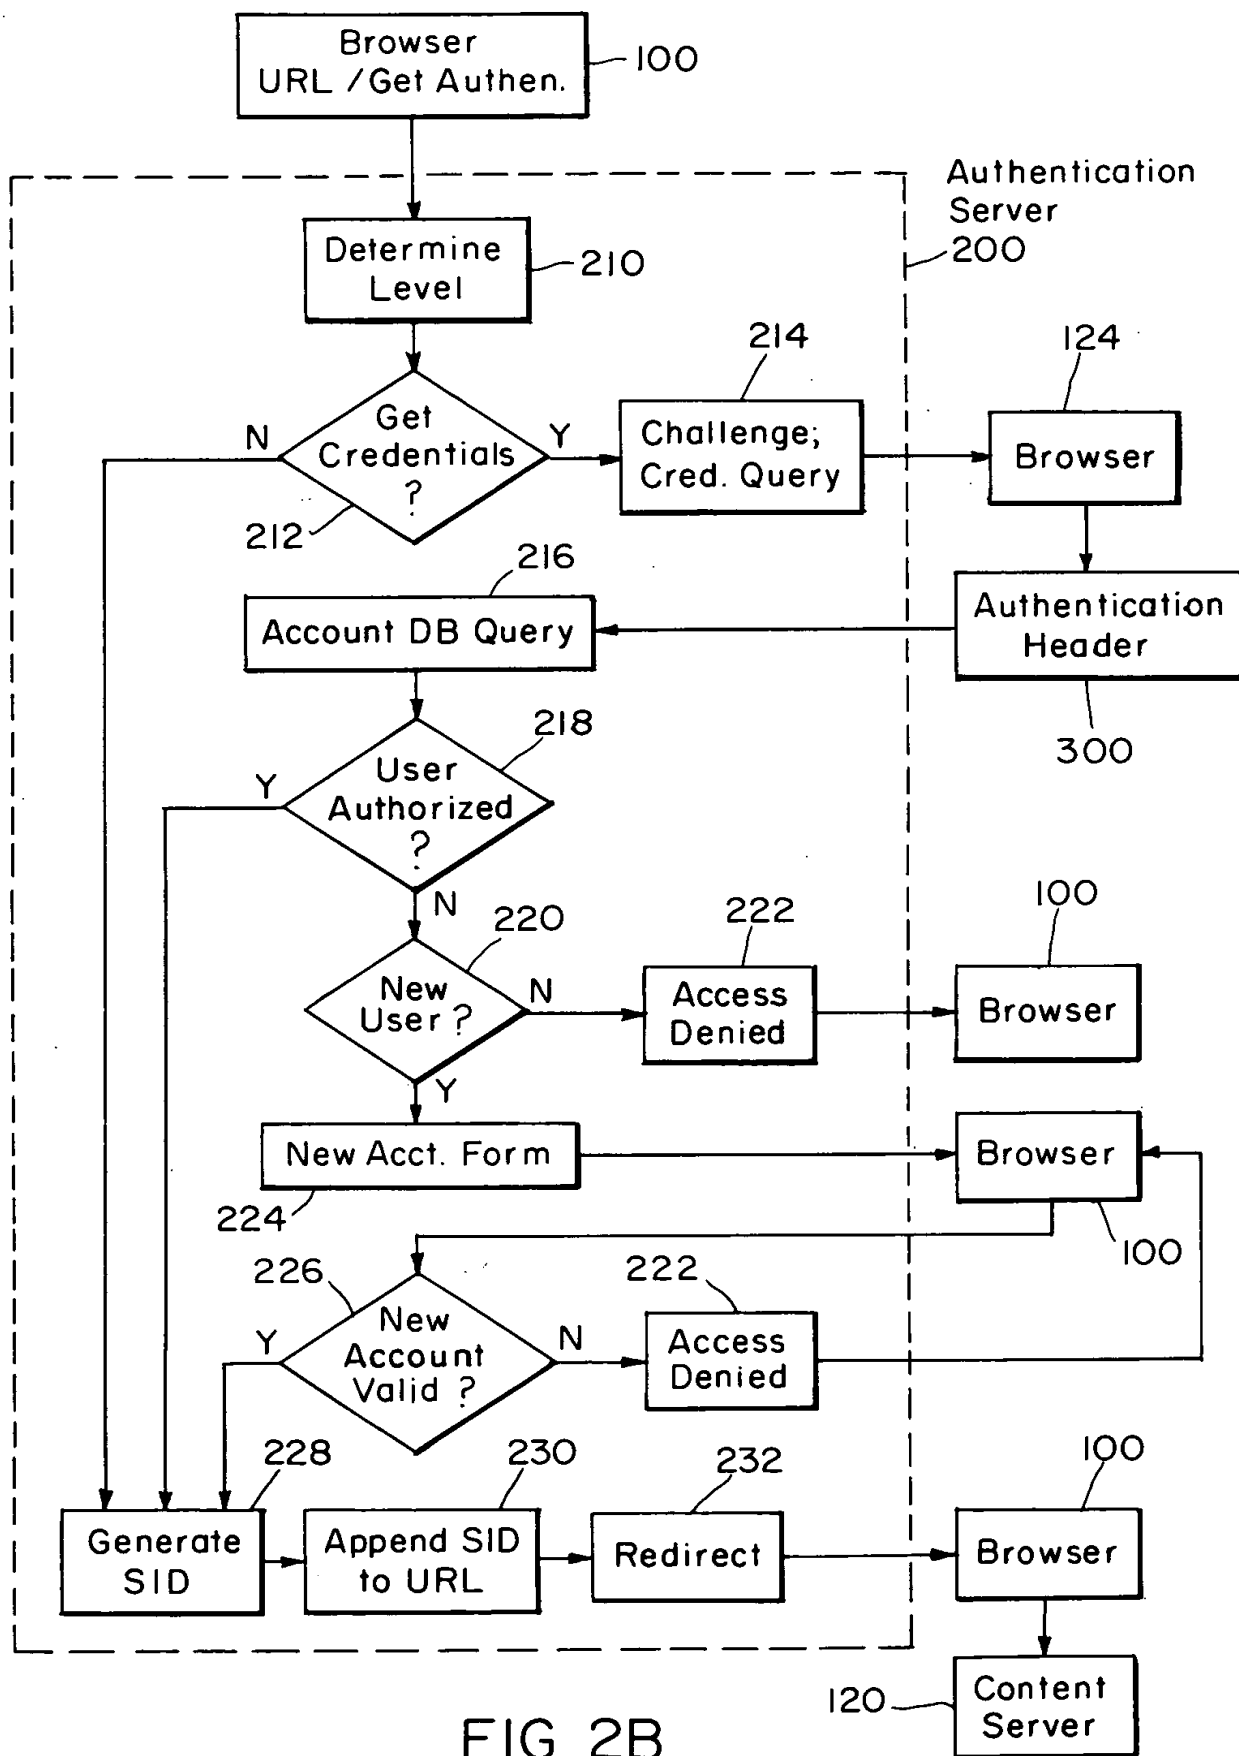 Browser
URL / Get Authen.
100
Authentication
Server
200
Determine
Level
210
214
124
N
Get
Credentials
?
Y
Challenge;
Cred. Query
Browser
212
216
Account DB Query
Authentication
Header
300
218
Y
User
Authorized
?
N
220
222
100
New
User ?
N
Access
Denied
Browser
Y
New Acct. Form
Browser
224
100
226
222
Y
New
Account
Valid ?
N
Access
Denied
228
230
232
100
Generate
SID
Append SID
to URL
Redirect
Browser
120
Content
Server
FIG 2B